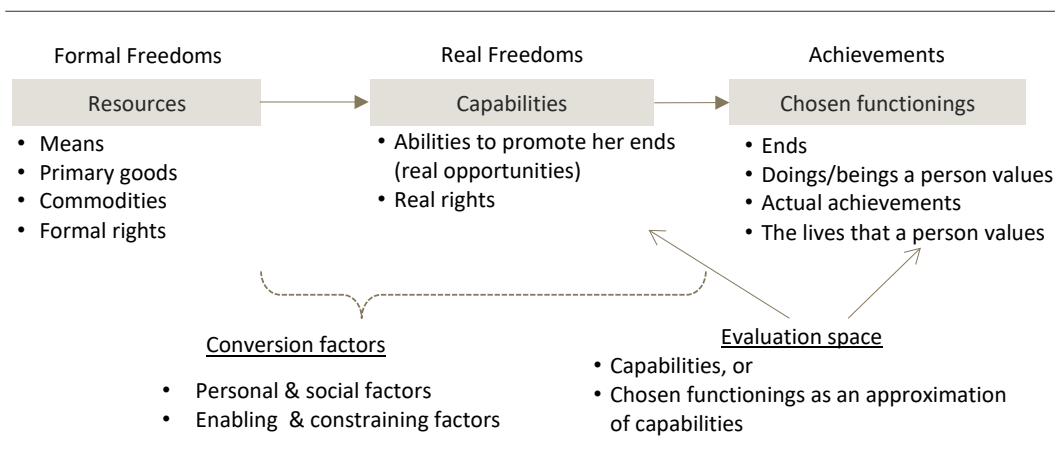 Formal Freedoms
Real Freedoms
Achievements
Resources
Capabilities
Chosen functionings
• Means
• Primary goods
• Commodities
• Formal rights
• Abilities to promote her ends
(real opportunities)
• Real rights
• Ends
• Doings/beings a person values
• Actual achievements
• The lives that a person values
Conversion factors
• Personal & social factors
• Enabling & constraining factors
Evaluation space
• Capabilities, or
• Chosen functionings as an approximation
of capabilities